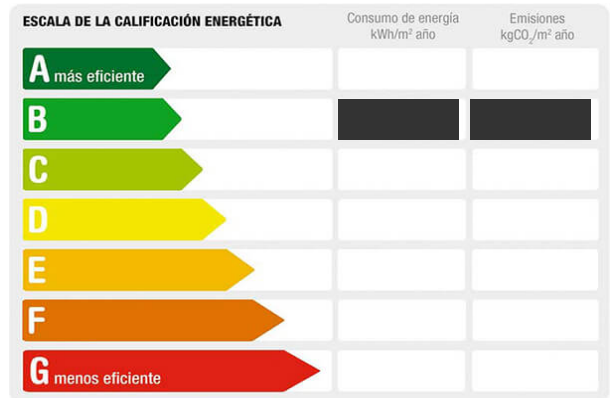 ESCALA DE LA CALIFICACIÓN ENERGÉTICA
Consumo de energía
kWh/m² año
Emisiones
kgCO₂/m² año
A más eficiente
B
C
D
E
F
G menos eficiente